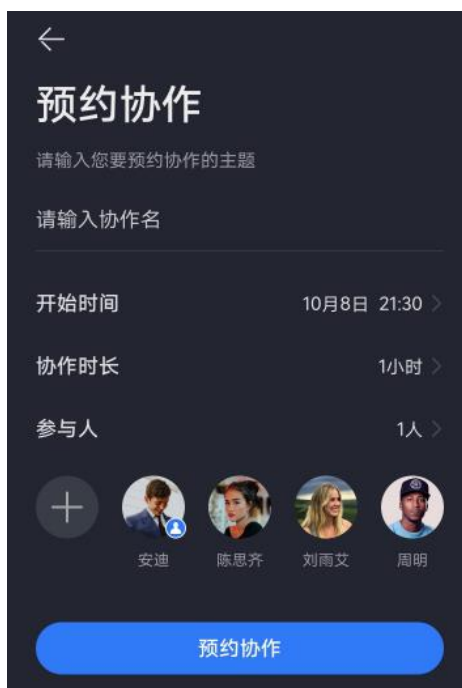 预约协作
请输入您要预约协作的主题
请输入协作名
开始时间 10月8日 21:30
协作时长 1小时
参与人 1人
安迪 陈思齐 刘雨艾 周明
预约协作